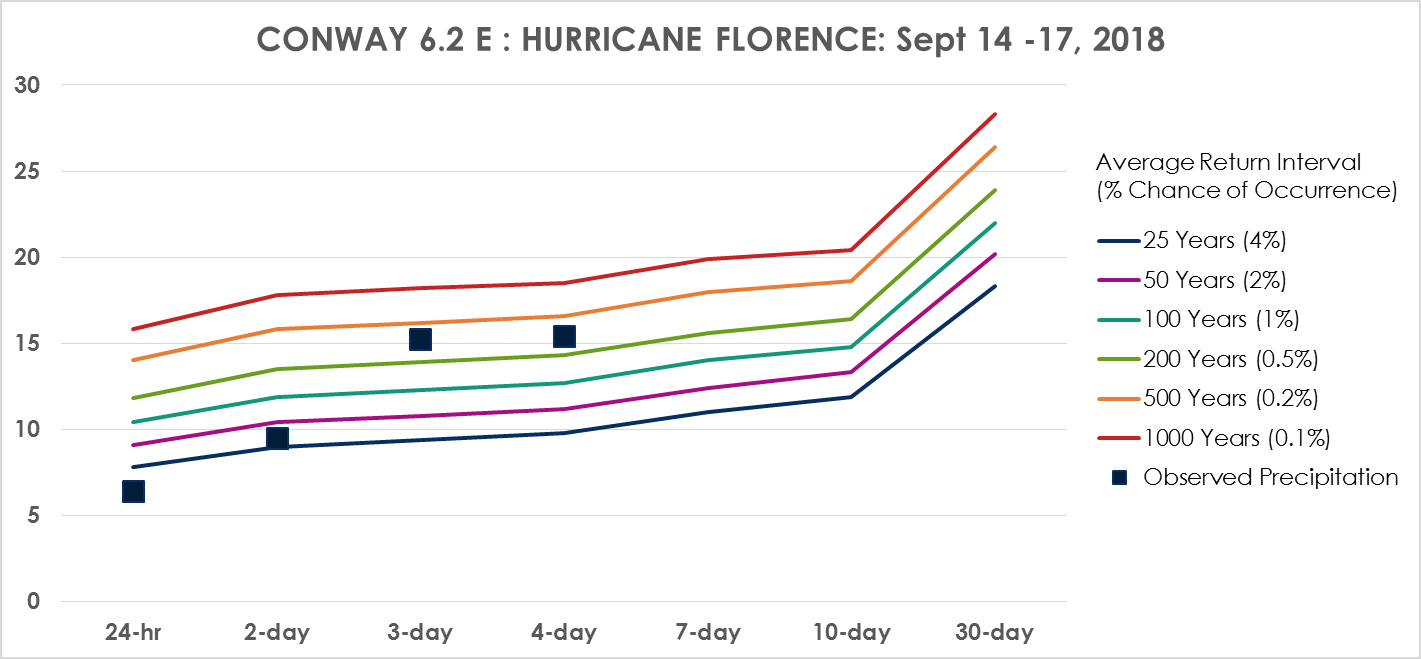 CONWAY 6.2 E : HURRICANE FLORENCE: Sept 14 -17, 2018
30
25
20
15
10
5
0
24-hr 2-day 3-day 4-day 7-day 10-day 30-day
Average Return Interval
(% Chance of Occurrence)
25 Years (4%)
50 Years (2%)
100 Years (1%)
200 Years (0.5%)
500 Years (0.2%)
1000 Years (0.1%)
Observed Precipitation